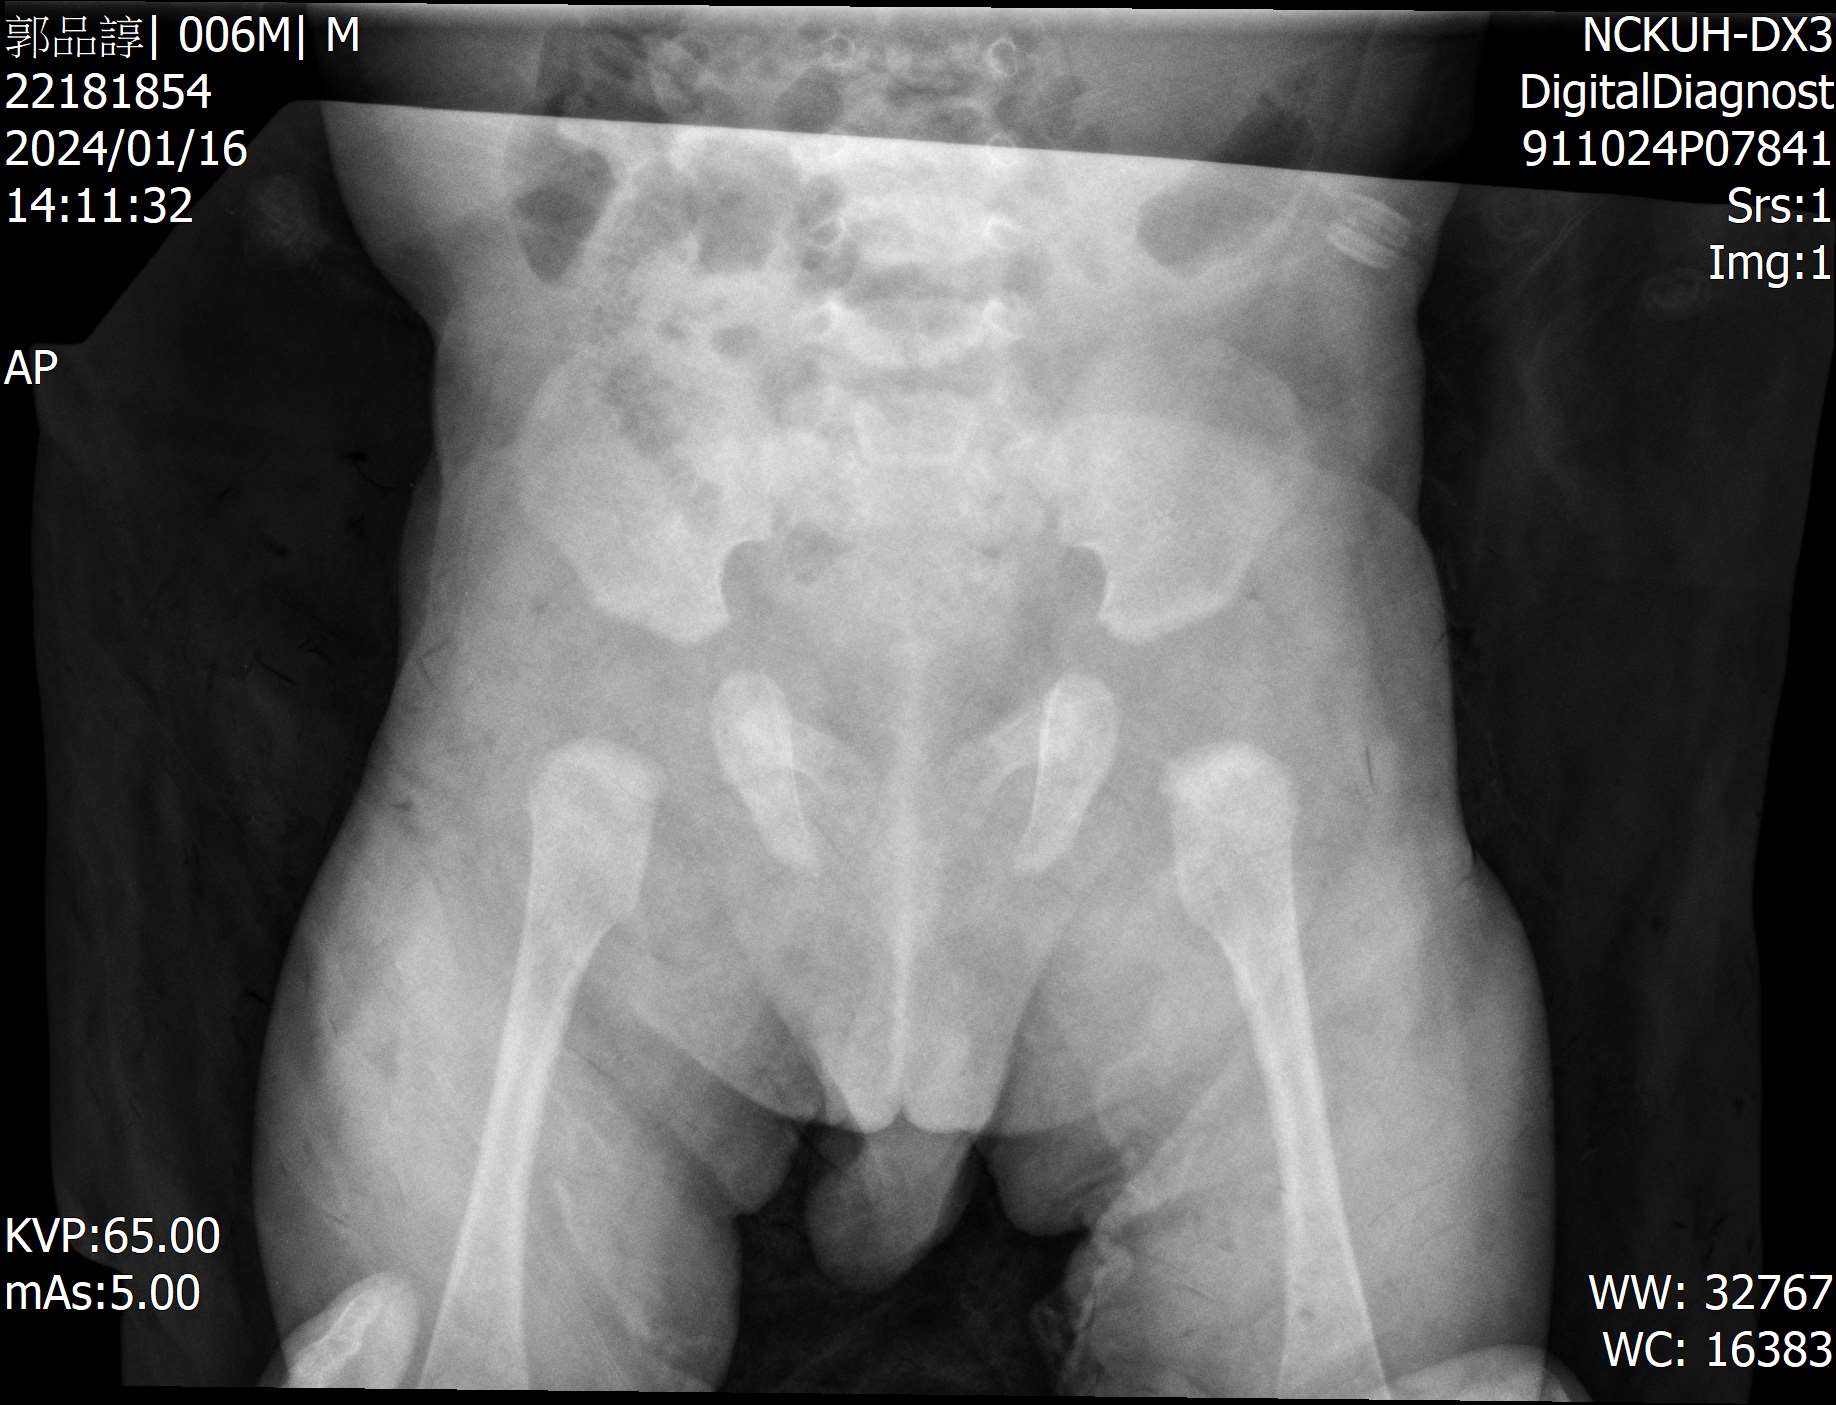 郭品諄| 006M| M
22181854
2024/01/16
14:11:32
AP
KVP:65.00
mAs:5.00
NCKUH-DX3
DigitalDiagnost
911024P07841
Srs:1
Img:1
WW: 32767
WC: 16383